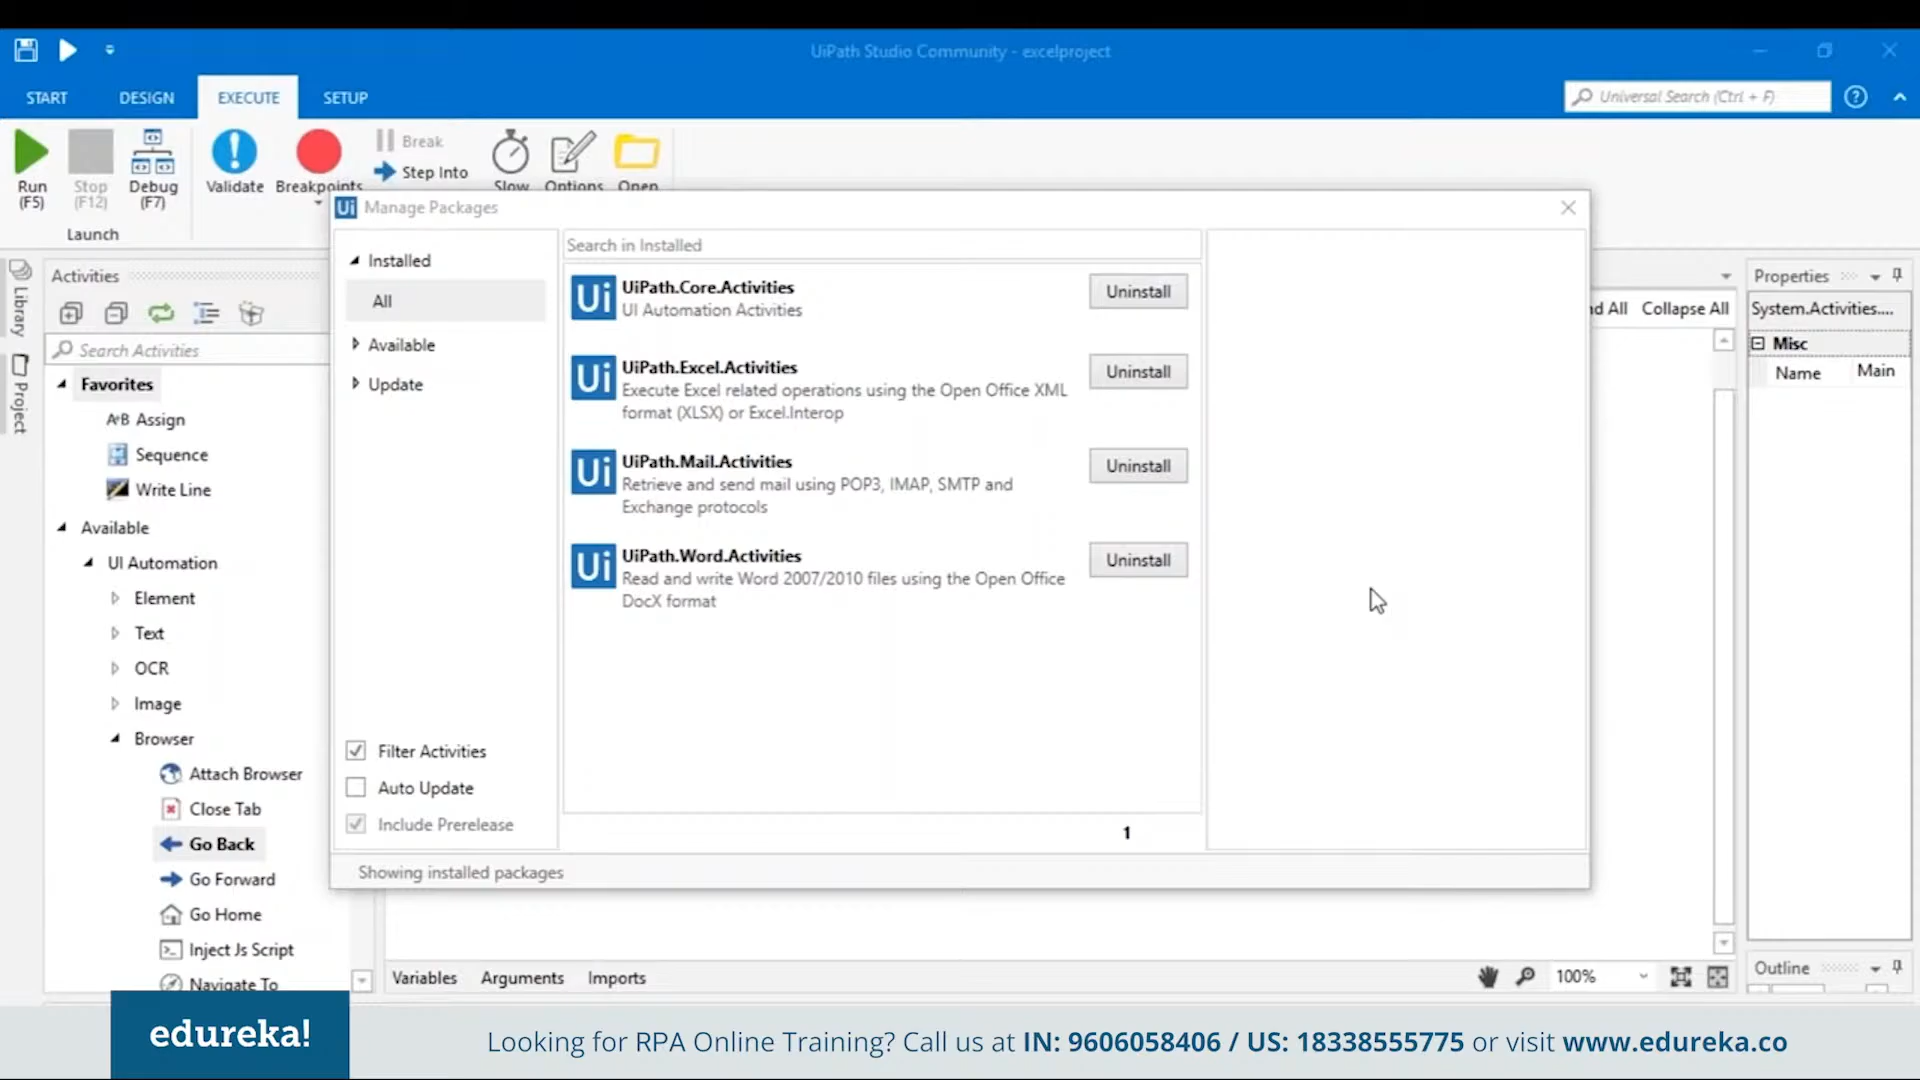 UiPath Studio Community - excelproject
START DESIGN EXECUTE SETUP
Universal Search (Ctrl + F)
Run
(F5)
Stop
(F12)
Debug
(F7)
Launch
Validate
Breakpoints
Break
Step Into
Slow
Options
Open
Library
Project
Activities
Search Activities
Favorites
A*B Assign
Sequence
Write Line
Available
UI Automation
Element
Text
OCR
Image
Browser
Attach Browser
Close Tab
Go Back
Go Forward
Go Home
Inject Js Script
Navigate To
Ui Manage Packages
Installed
All
Available
Update
Filter Activities
Auto Update
Include Prerelease
Search in Installed
Ui UiPath.Core.Activities
UI Automation Activities
Uninstall
Ui UiPath.Excel.Activities
Execute Excel related operations using the Open Office XML
format (XLSX) or Excel.Interop
Uninstall
Ui UiPath.Mail.Activities
Retrieve and send mail using POP3, IMAP, SMTP and
Exchange protocols
Uninstall
Ui UiPath.Word.Activities
Read and write Word 2007/2010 files using the Open Office
DocX format
Uninstall
1
Showing installed packages
nd All Collapse All
Properties
System.Activities....
Misc
Name Main
Variables Arguments Imports
100%
Outline
edureka!
Looking for RPA Online Training? Call us at IN: 9606058406 / US: 18338555775 or visit www.edureka.co